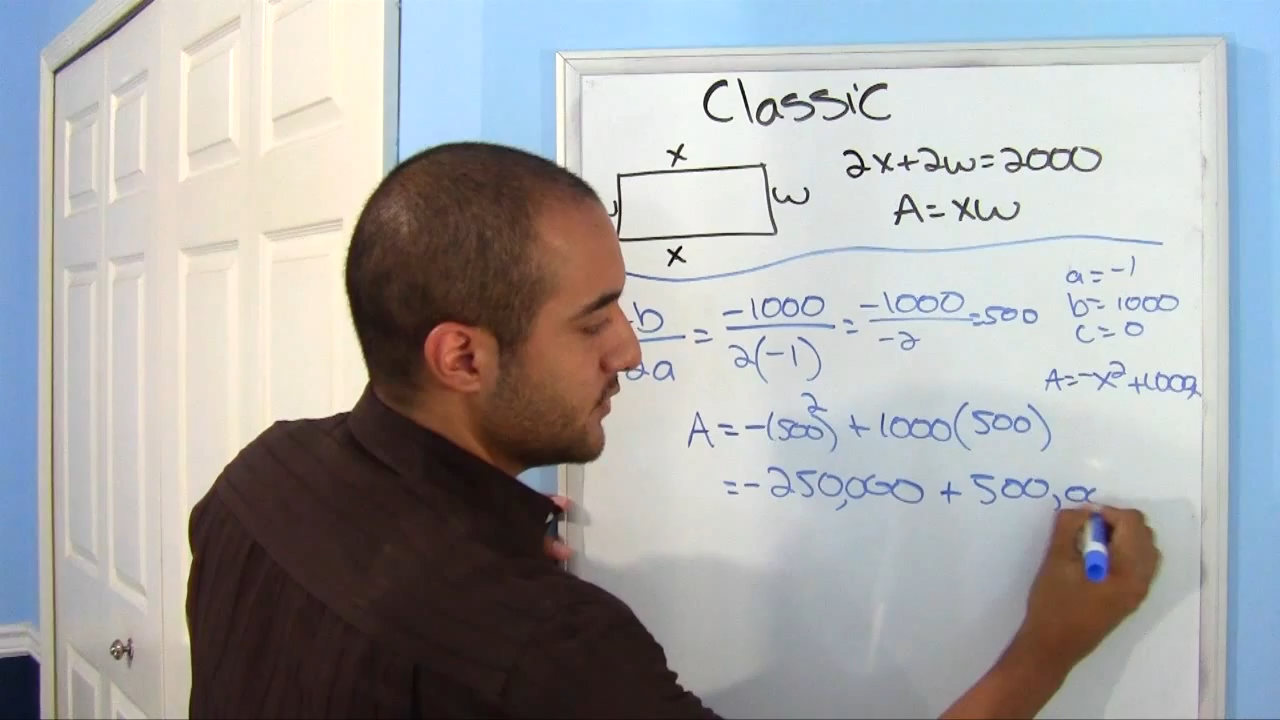 Classic
x
w
x
2x+2w=2000
A=xw
a=-1
b=1000
c=0
A=-x²+1000x
-b/2a = -1000/2(-1) = -1000/-2 =500
A=-(500)²+1000(500)
=-250,000+500,0